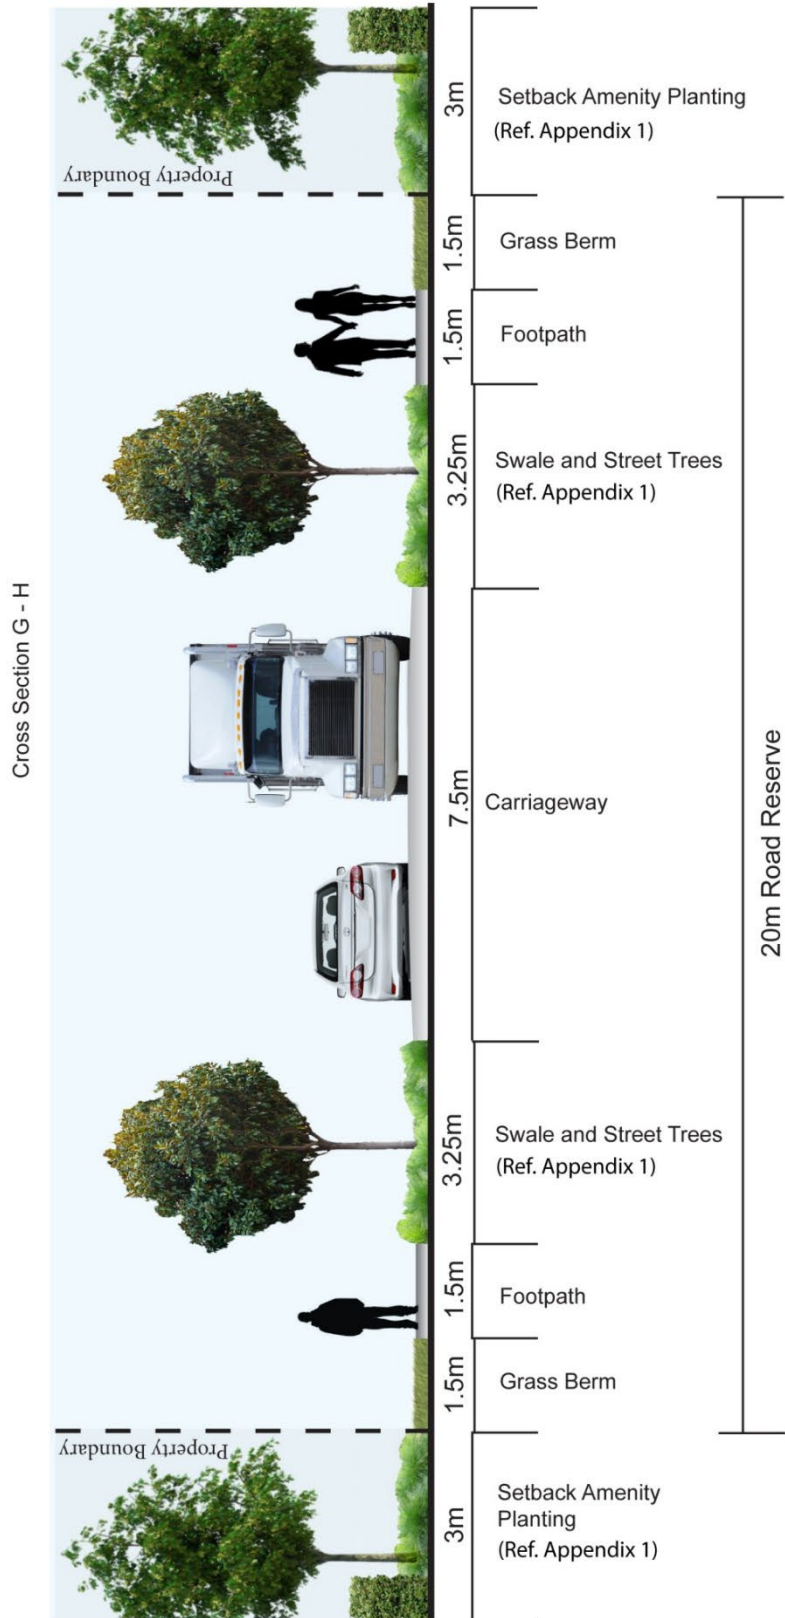 Cross Section G - H
Property Boundary
3m
Setback Amenity Planting
(Ref. Appendix 1)
1.5m
Grass Berm
1.5m
Footpath
3.25m
Swale and Street Trees
(Ref. Appendix 1)
7.5m
Carriageway
20m Road Reserve
3.25m
Swale and Street Trees
(Ref. Appendix 1)
1.5m
Footpath
1.5m
Grass Berm
Property Boundary
3m
Setback Amenity
Planting
(Ref. Appendix 1)